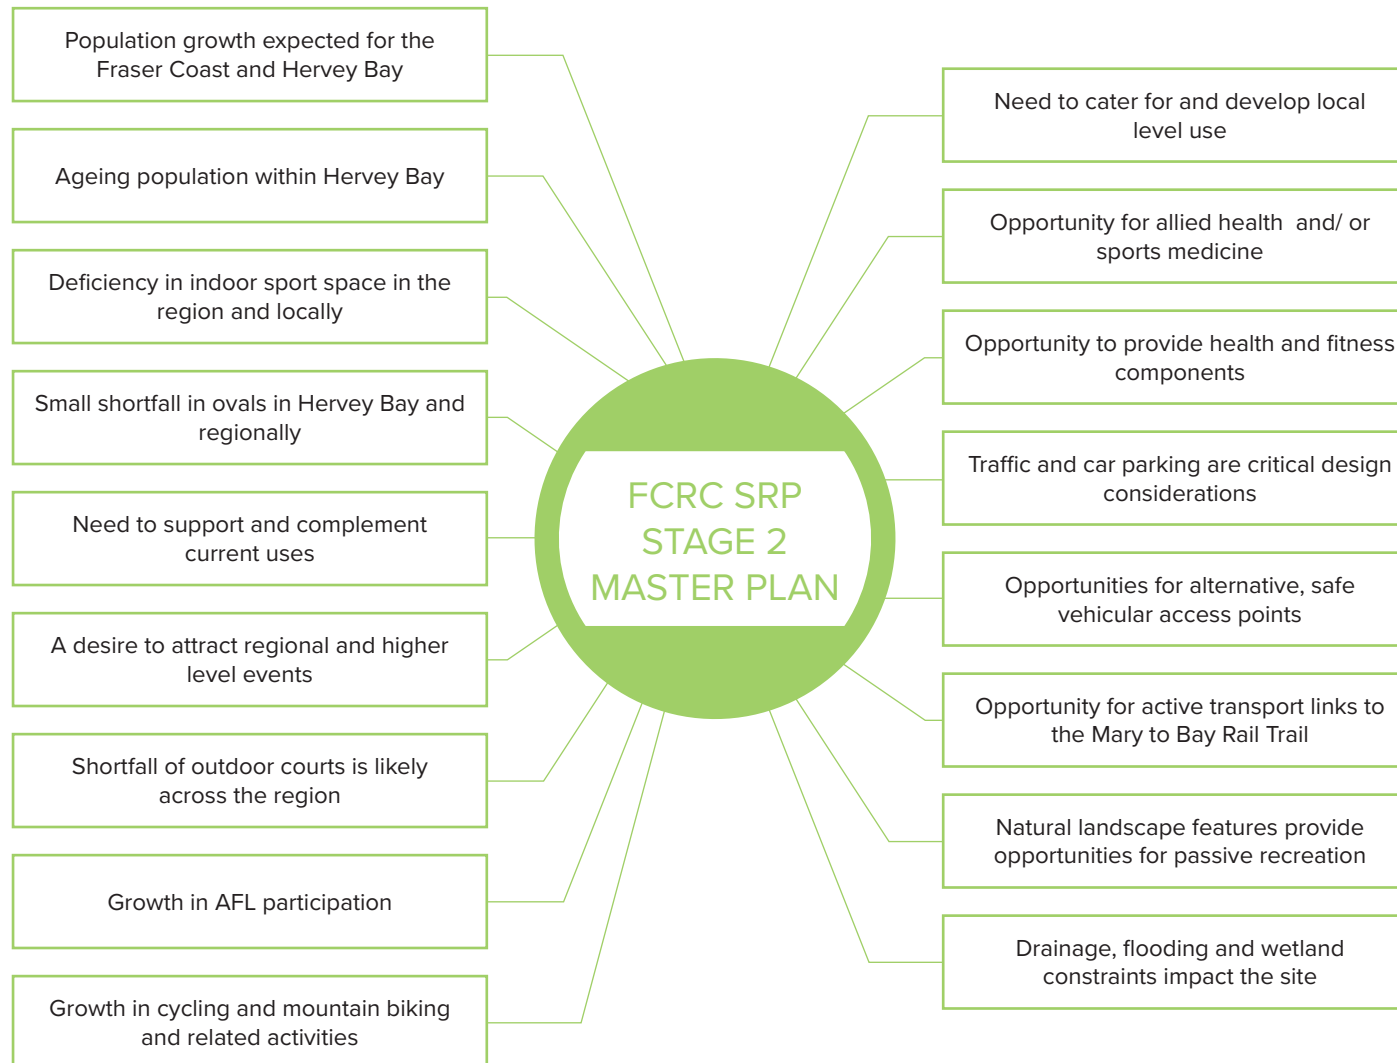 Population growth expected for the
Fraser Coast and Hervey Bay
Ageing population within Hervey Bay
Deficiency in indoor sport space in the
region and locally
Small shortfall in ovals in Hervey Bay and
regionally
Need to support and complement
current uses
A desire to attract regional and higher
level events
Shortfall of outdoor courts is likely
across the region
Growth in AFL participation
Growth in cycling and mountain biking
and related activities
FCRC SRP
STAGE 2
MASTER PLAN
Need to cater for and develop local
level use
Opportunity for allied health and/ or
sports medicine
Opportunity to provide health and fitness
components
Traffic and car parking are critical design
considerations
Opportunities for alternative, safe
vehicular access points
Opportunity for active transport links to
the Mary to Bay Rail Trail
Natural landscape features provide
opportunities for passive recreation
Drainage, flooding and wetland
constraints impact the site